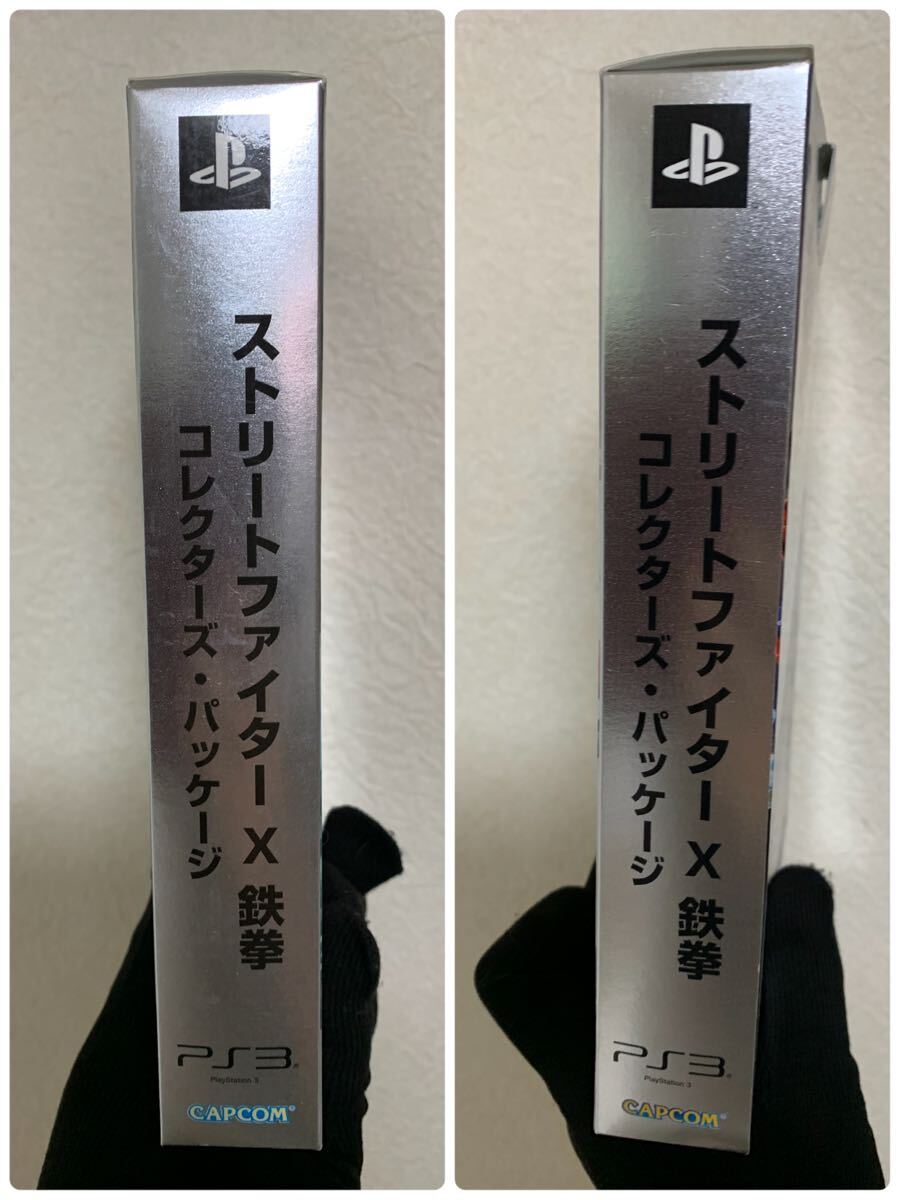 ストリートファイター X 鉄拳
コレクターズ・パッケージ
PS3
PlayStation 3
CAPCOM
ストリートファイター X 鉄拳
コレクターズ・パッケージ
PS3
PlayStation 3
CAPCOM